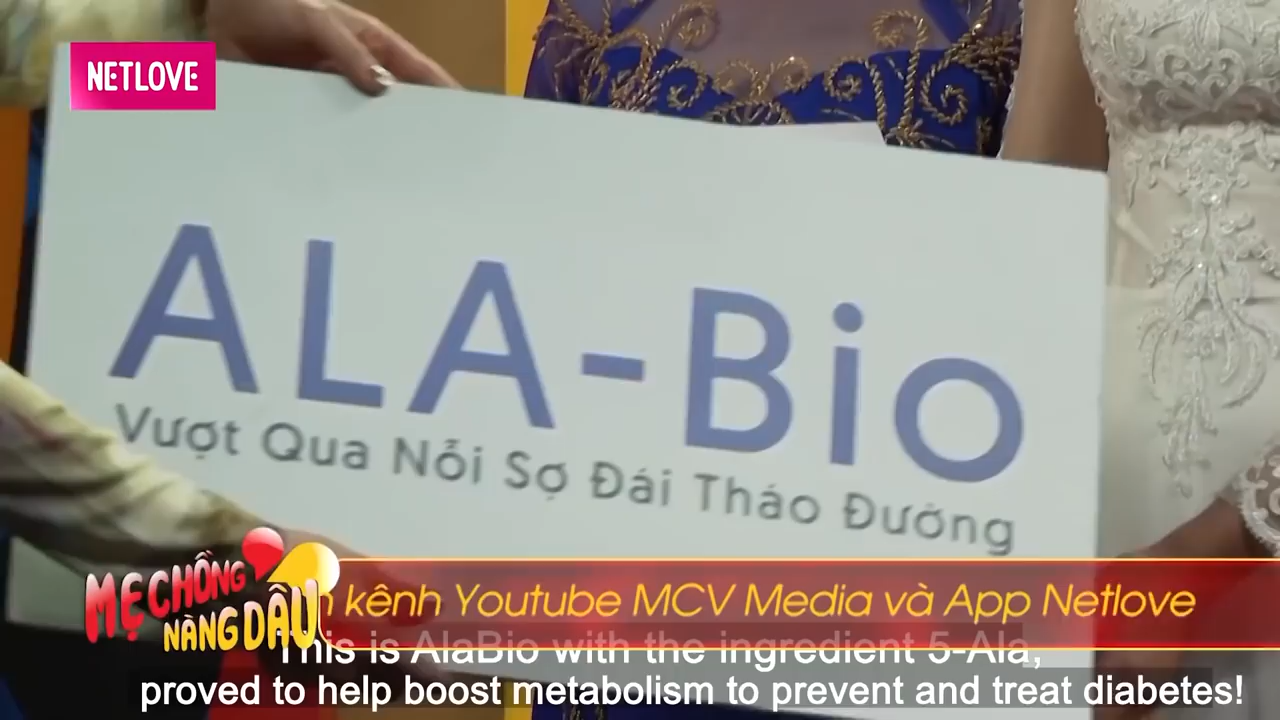 NETLOVE
ALA-Bio
Vượt Qua Nỗi Sợ Đái Tháo Đường
MẸ CHỒNG
NÀNG DÂU
kênh Youtube MCV Media và App Netlove
This is AlaBio with the ingredient 5-Ala,
proved to help boost metabolism to prevent and treat diabetes!